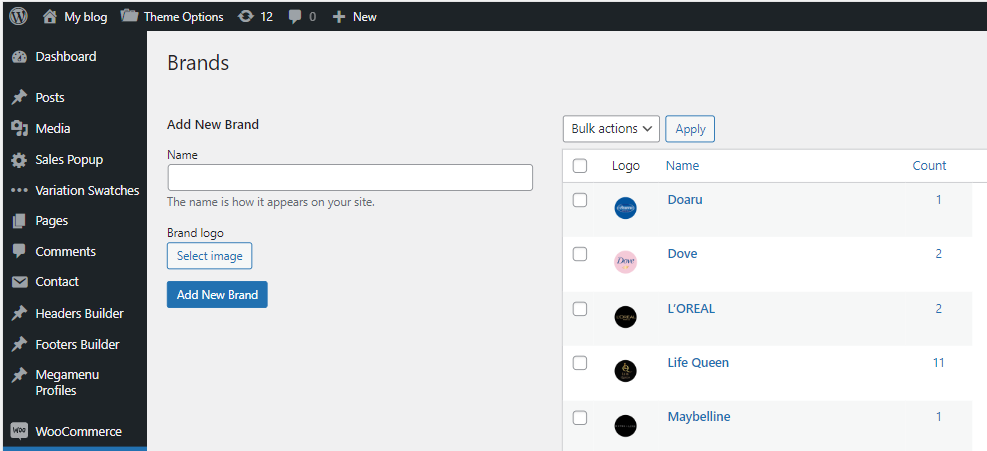 My blog
Theme Options
12
0
New
Dashboard
Posts
Media
Sales Popup
Variation Swatches
Pages
Comments
Contact
Headers Builder
Footers Builder
Megamenu
Profiles
WooCommerce
Brands
Add New Brand
Name
The name is how it appears on your site.
Brand logo
Select image
Add New Brand
Bulk actions
Apply
Logo
Name
Count
Doaru
1
Dove
Dove
2
L'OREAL
L'OREAL
2
Life Queen
11
Maybelline
1